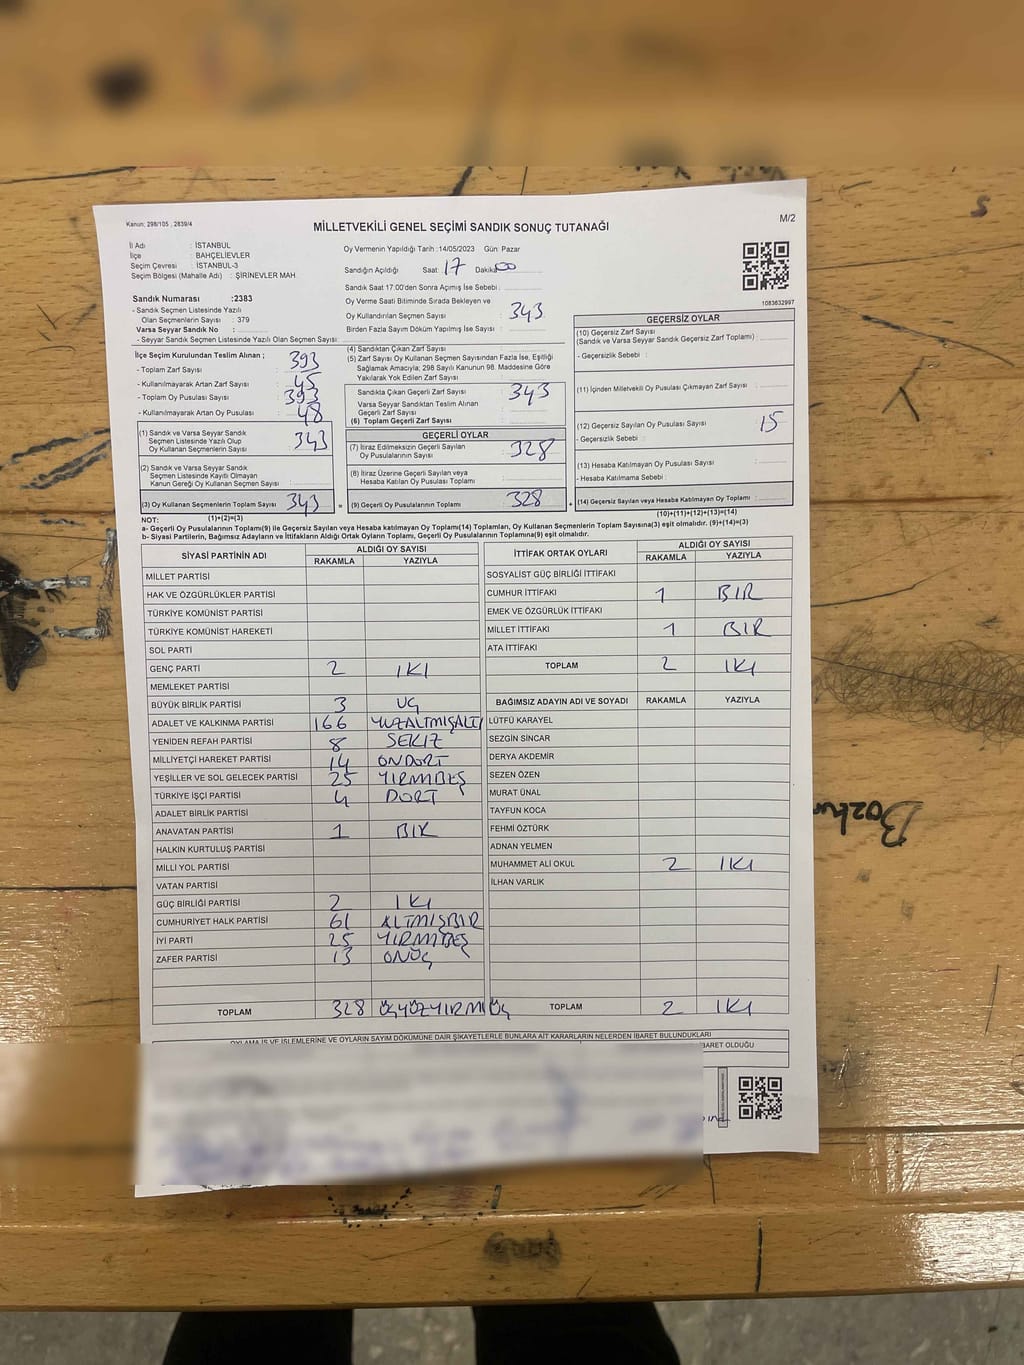 Kanun: 298/105 , 2839/4
M/2
MİLLETVEKİLİ GENEL SEÇİMİ SANDIK SONUÇ TUTANAĞI
İl Adı : İSTANBUL
İlçe : BAHÇELİEVLER
Seçim Çevresi : İSTANBUL-3
Seçim Bölgesi (Mahalle Adı) : ŞİRİNEVLER MAH
Sandık Numarası :2383
- Sandık Seçmen Listesinde Yazılı
Olan Seçmenlerin Sayısı : 379
Varsa Seyyar Sandık No :
- Seyyar Sandık Seçmen Listesinde Yazılı Olan Seçmen Sayısı:
Oy Vermenin Yapıldığı Tarih :14/05/2023 Gün: Pazar
Sandığın Açıldığı Saat: 17 Dakika: 00
Sandık Saat 17:00'den Sonra Açımış İse Sebebi :
Oy Verme Saati Bitiminde Sırada Bekleyen ve
Oy Kullandırılan Seçmen Sayısı : 343
Birden Fazla Sayım Döküm Yapılmış İse Sayısı :
1083632997
İlçe Seçim Kurulundan Teslim Alınan ;
- Toplam Zarf Sayısı : 393
- Kullanılmayarak Artan Zarf Sayısı : 45
- Toplam Oy Pusulası Sayısı : 393
- Kullanılmayarak Artan Oy Pusulası : 48
(1) Sandık ve Varsa Seyyar Sandık
Seçmen Listesinde Yazılı Olup
Oy Kullanan Seçmenlerin Sayısı : 343
(2) Sandık ve Varsa Seyyar Sandık
Seçmen Listesinde Kaydı Olmayan
Kanun Gereği Oy Kullanan Seçmenlerin Sayısı :
(3) Oy Kullanan Seçmenlerin Toplam Sayısı : 343
(1)+(2)=(3)
(4) Sandıktan Çıkan Zarf Sayısı :
(5) Zarf Sayısı Oy Kullanan Seçmen Sayısından Fazla İse, Eşitliği
Sağlamak Amacıyla; 298 Sayılı Kanunun 98. Maddesine Göre
Yakılarak Yok Edilen Zarf Sayısı :
Sandıkta Çıkan Geçerli Zarf Sayısı : 343
Varsa Seyyar Sandıktan Teslim Alınan
Geçerli Zarf Sayısı :
(6) Toplam Geçerli Zarf Sayısı :
GEÇERLİ OYLAR
(7) İtiraz Edilmeksizin Geçerli Sayılan
Oy Pusulalarının Sayısı : 328
(8) İtiraz Üzerine Geçerli Sayılan veya
Hesaba Katılan Oy Pusulası Toplamı :
= (9) Geçerli Oy Pusulalarının Toplamı : 328
GEÇERSİZ OYLAR
(10) Geçersiz Zarf Sayısı
(Sandık ve Varsa Seyyar Sandık Geçersiz Zarf Toplamı) :
- Geçersizlik Sebebi :
(11) İçinden Milletvekili Oy Pusulası Çıkmayan Zarf Sayısı :
(12) Geçersiz Sayılan Oy Pusulası Sayısı : 15
- Geçersizlik Sebebi :
(13) Hesaba Katılmayan Oy Pusulası Sayısı :
- Hesaba Katılmama Sebebi :
+ (14) Geçersiz Sayılan veya Hesaba Katılmayan Oy Toplamı :
(10)+(11)+(12)+(13)=(14)
NOT:
a- Geçerli Oy Pusulalarının Toplamı(9) ile Geçersiz Sayılan veya Hesaba katılmayan Oy Toplamı(14) Toplamları, Oy Kullanan Seçmenlerin Toplam Sayısına(3) eşit olmalıdır. (9)+(14)=(3)
b- Siyasi Partilerin, Bağımsız Adayların ve İttifakların Aldığı Ortak Oyların Toplamı, Geçerli Oy Pusulalarının Toplamına(9) eşit olmalıdır.
SİYASİ PARTİNİN ADI ALDIĞI OY SAYISI
RAKAMLA YAZIYLA
MİLLET PARTİSİ
HAK VE ÖZGÜRLÜKLER PARTİSİ
TÜRKİYE KOMÜNİST PARTİSİ
TÜRKİYE KOMÜNİST HAREKETİ
SOL PARTİ
GENÇ PARTİ 2 IKI
MEMLEKET PARTİSİ
BÜYÜK BİRLİK PARTİSİ 3 UÇ
ADALET VE KALKINMA PARTİSİ 166 YUZALTMIŞALTI
YENİDEN REFAH PARTİSİ 8 SEKIZ
MİLLİYETÇİ HAREKET PARTİSİ 14 ONDORT
YEŞİLLER VE SOL GELECEK PARTİSİ 25 YIRMIBEŞ
TÜRKİYE İŞÇİ PARTİSİ 4 DORT
ADALET BİRLİK PARTİSİ
ANAVATAN PARTİSİ 1 BIR
HALKIN KURTULUŞ PARTİSİ
MİLLİ YOL PARTİSİ
VATAN PARTİSİ
GÜÇ BİRLİĞİ PARTİSİ 2 IKI
CUMHURİYET HALK PARTİSİ 61 ALTMIŞBIR
İYİ PARTİ 25 YIRMIBEŞ
ZAFER PARTİSİ 13 ONÜÇ
TOPLAM 328 ÜÇYÜZYIRMIÜÇ
İTTİFAK ORTAK OYLARI ALDIĞI OY SAYISI
RAKAMLA YAZIYLA
SOSYALİST GÜÇ BİRLİĞİ İTTİFAKI
CUMHUR İTTİFAKI 1 BIR
EMEK VE ÖZGÜRLÜK İTTİFAKI
MİLLET İTTİFAKI 1 BIR
ATA İTTİFAKI
TOPLAM 2 IKI
BAĞIMSIZ ADAYIN ADI VE SOYADI RAKAMLA YAZIYLA
LÜTFÜ KARAYEL
SEZGİN SİNCAR
DERYA AKDEMİR
SEZEN ÖZEN
MURAT ÜNAL
TAYFUN KOCA
FEHMİ ÖZTÜRK
ADNAN YELMEN
MUHAMMET ALİ OKUL 2 IKI
İLHAN VARLIK
TOPLAM 2 IKI
OYLAMA İŞ VE İŞLEMLERİNE VE OYLARIN SAYIM DÖKÜMÜNE DAİR ŞİKAYETLERLE BUNLARA AİT KARARLARIN NELERDEN İBARET BULUNDUKLARI
İBARET OLDUĞU